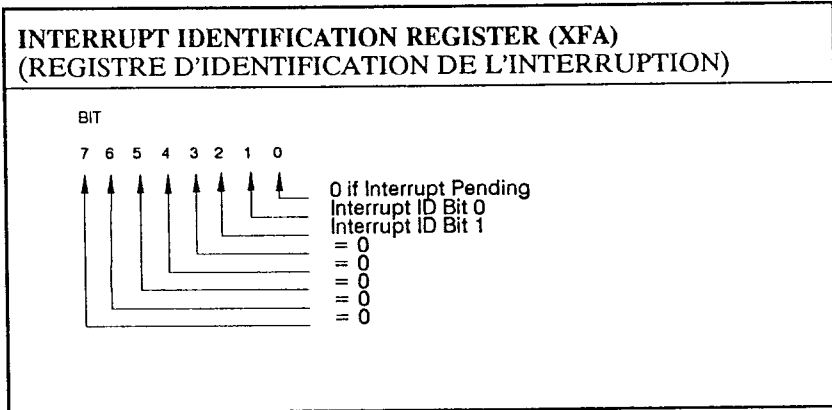 INTERRUPT IDENTIFICATION REGISTER (XFA)
(REGISTRE D'IDENTIFICATION DE L'INTERRUPTION)
BIT
7 6 5 4 3 2 1 0
0 if Interrupt Pending
Interrupt ID Bit 0
Interrupt ID Bit 1
= 0
= 0
= 0
= 0
= 0